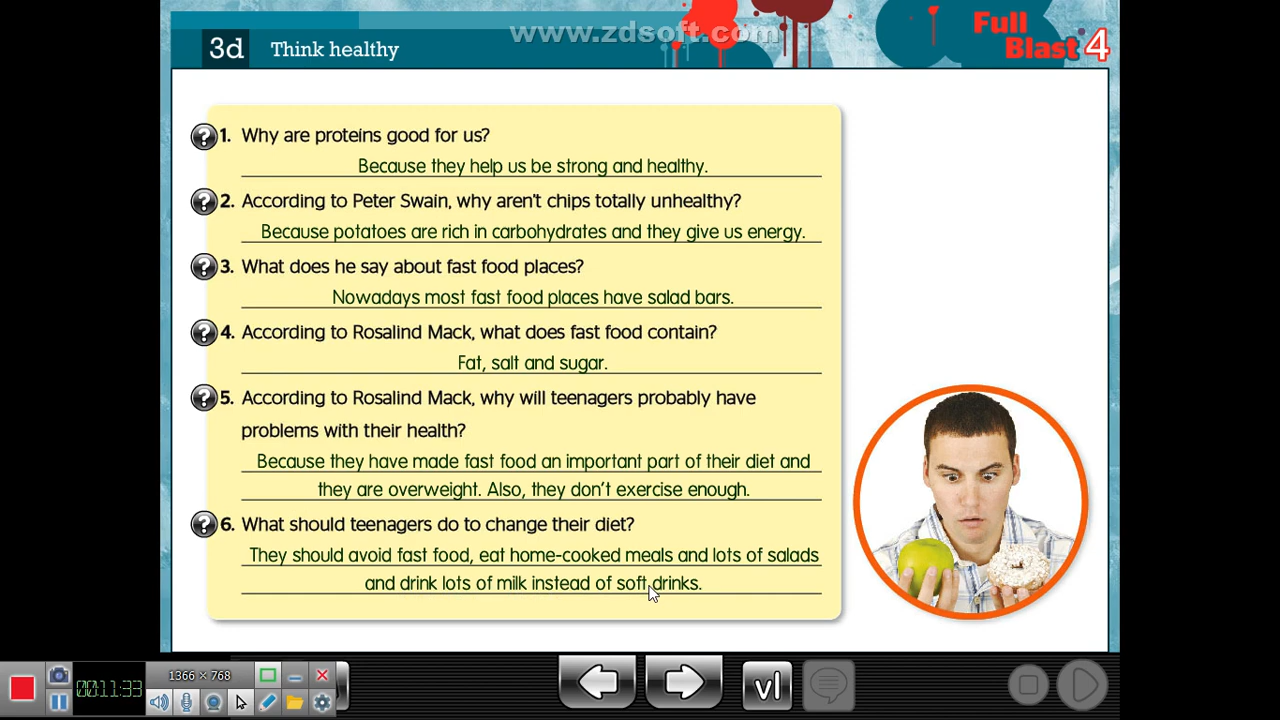 www.zdsoft.com
3d Think healthy
Full
Blast 4
1. Why are proteins good for us?
Because they help us be strong and healthy.
2. According to Peter Swain, why aren't chips totally unhealthy?
Because potatoes are rich in carbohydrates and they give us energy.
3. What does he say about fast food places?
Nowadays most fast food places have salad bars.
4. According to Rosalind Mack, what does fast food contain?
Fat, salt and sugar.
5. According to Rosalind Mack, why will teenagers probably have
problems with their health?
Because they have made fast food an important part of their diet and
they are overweight. Also, they don't exercise enough.
6. What should teenagers do to change their diet?
They should avoid fast food, eat home-cooked meals and lots of salads
and drink lots of milk instead of soft drinks.
1366 × 768
00:11:33
vl